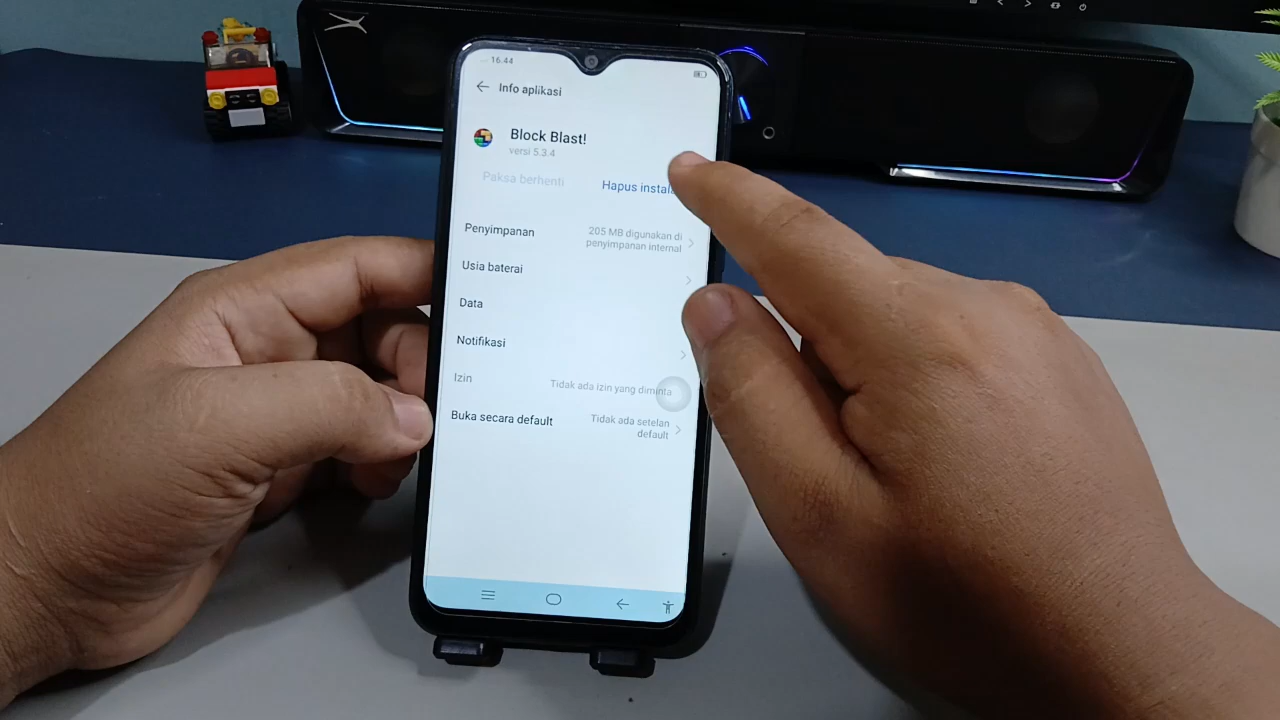 16.44
Info aplikasi
Block Blast!
versi 5.3.4
Paksa berhenti
Hapus instal
Penyimpanan
205 MB digunakan di
penyimpanan internal
Usia baterai
Data
Notifikasi
Izin
Tidak ada izin yang diminta
Buka secara default
Tidak ada setelan
default